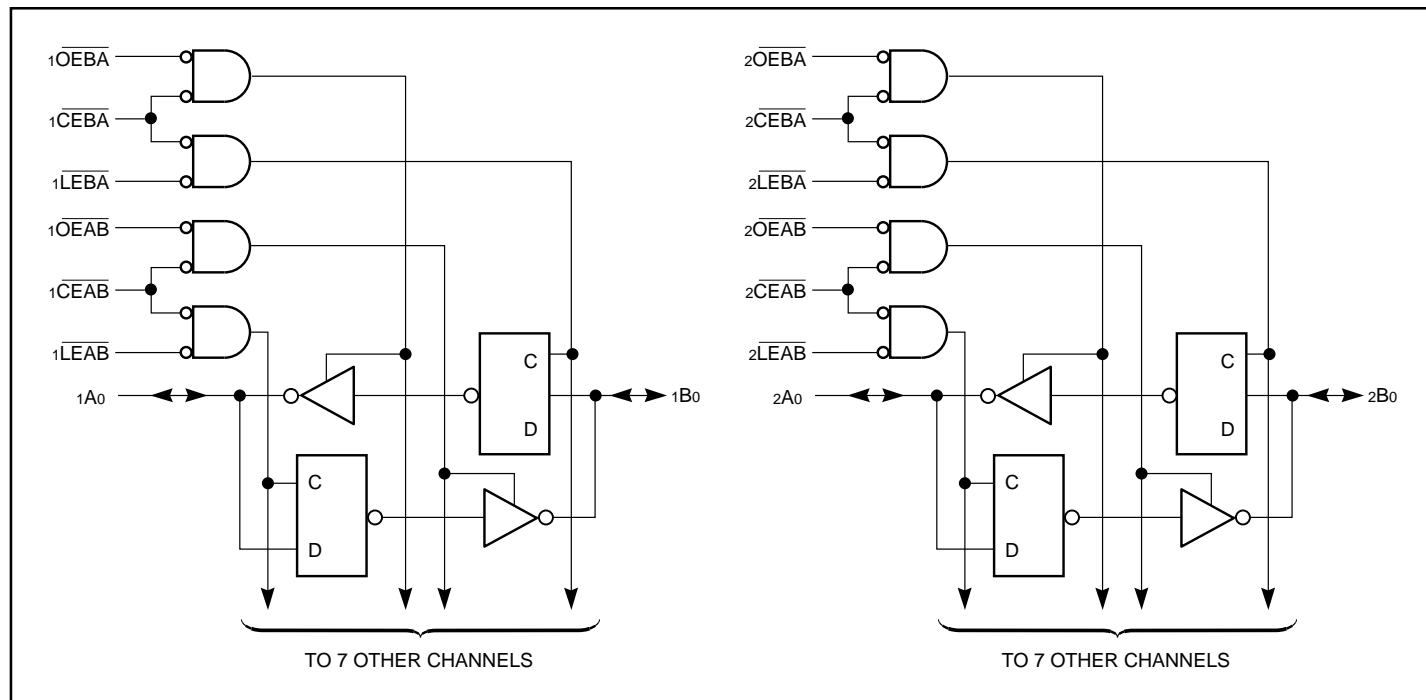 1OEBA
1CEBA
1LEBA
1OEAB
1CEAB
1LEAB
1A0
C
D
1B0
C
D
TO 7 OTHER CHANNELS
2OEBA
2CEBA
2LEBA
2OEAB
2CEAB
2LEAB
2A0
C
D
2B0
C
D
TO 7 OTHER CHANNELS